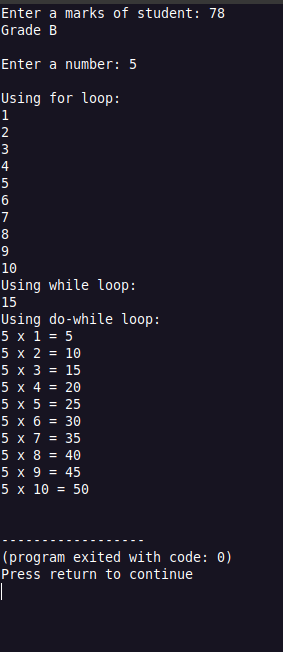 Enter a marks of student: 78
Grade B
Enter a number: 5
Using for loop:
1
2
3
4
5
6
7
8
9
10
Using while loop:
15
Using do-while loop:
5 x 1 = 5
5 x 2 = 10
5 x 3 = 15
5 x 4 = 20
5 x 5 = 25
5 x 6 = 30
5 x 7 = 35
5 x 8 = 40
5 x 9 = 45
5 x 10 = 50
------------------
(program exited with code: 0)
Press return to continue